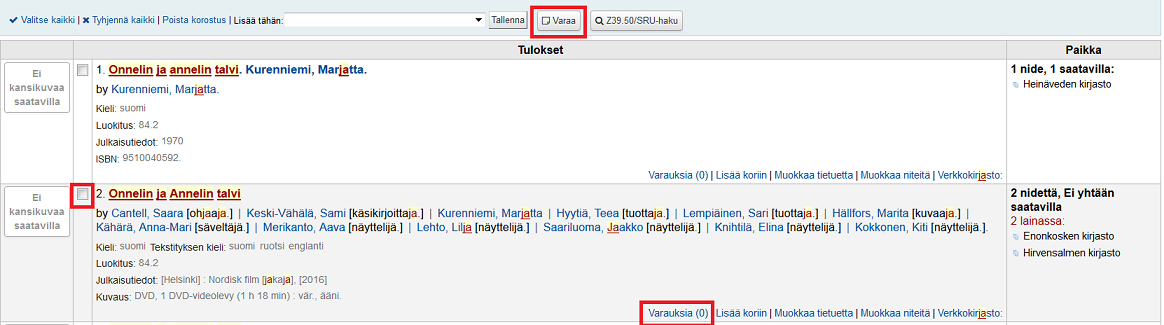 Valitse kaikki | Tyhjennä kaikki | Poista korostus | Lisää tähän: Tallenna Varaa Z39.50/SRU-haku
Tulokset Paikka
Ei kansikuvaa saatavilla
1. Onnelin ja annelin talvi. Kurenniemi, Marjatta.
by Kurenniemi, Marjatta.
Kieli: suomi
Luokitus: 84.2
Julkaisutiedot: 1970
ISBN: 9510040592.
Varauksia (0) | Lisää koriin | Muokkaa tietuetta | Muokkaa niteitä | Verkkokirjasto:
1 nide, 1 saatavilla:
Heinäveden kirjasto
Ei kansikuvaa saatavilla
2. Onnelin ja Annelin talvi
by Cantell, Saara [ohjaaja.] | Keski-Vähälä, Sami [käsikirjoittaja.] | Kurenniemi, Marjatta | Hyytiä, Teea [tuottaja.] | Lempiäinen, Sari [tuottaja.] | Hällfors, Marita [kuvaaja.] |
Kähärä, Anna-Mari [säveltäjä.] | Merikanto, Aava [näyttelijä.] | Lehto, Lilja [näyttelijä.] | Saariluoma, Jaakko [näyttelijä.] | Knihtilä, Elina [näyttelijä.] | Kokkonen, Kiti [näyttelijä.].
Kieli: suomi Tekstityksen kieli: suomi ruotsi englanti
Luokitus: 84.2
Julkaisutiedot: [Helsinki] : Nordisk film [jakaja], [2016]
Kuvaus: DVD, 1 DVD-videolevy (1 h 18 min) : vär., ääni.
Varauksia (0) | Lisää koriin | Muokkaa tietuetta | Muokkaa niteitä | Verkkokirjasto:
2 nidettä, Ei yhtään
saatavilla
2 lainassa:
Enonkosken kirjasto
Hirvensalmen kirjasto